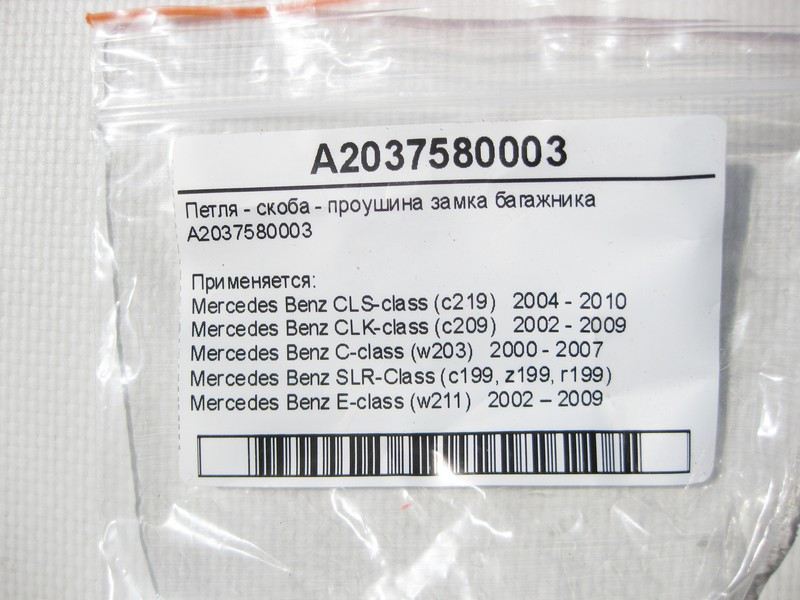 A2037580003
Петля - скоба - проушина замка багажника
A2037580003
Применяется:
Mercedes Benz CLS-class (c219) 2004 - 2010
Mercedes Benz CLK-class (c209) 2002 - 2009
Mercedes Benz C-class (w203) 2000 - 2007
Mercedes Benz SLR-Class (c199, z199, r199)
Mercedes Benz E-class (w211) 2002 – 2009